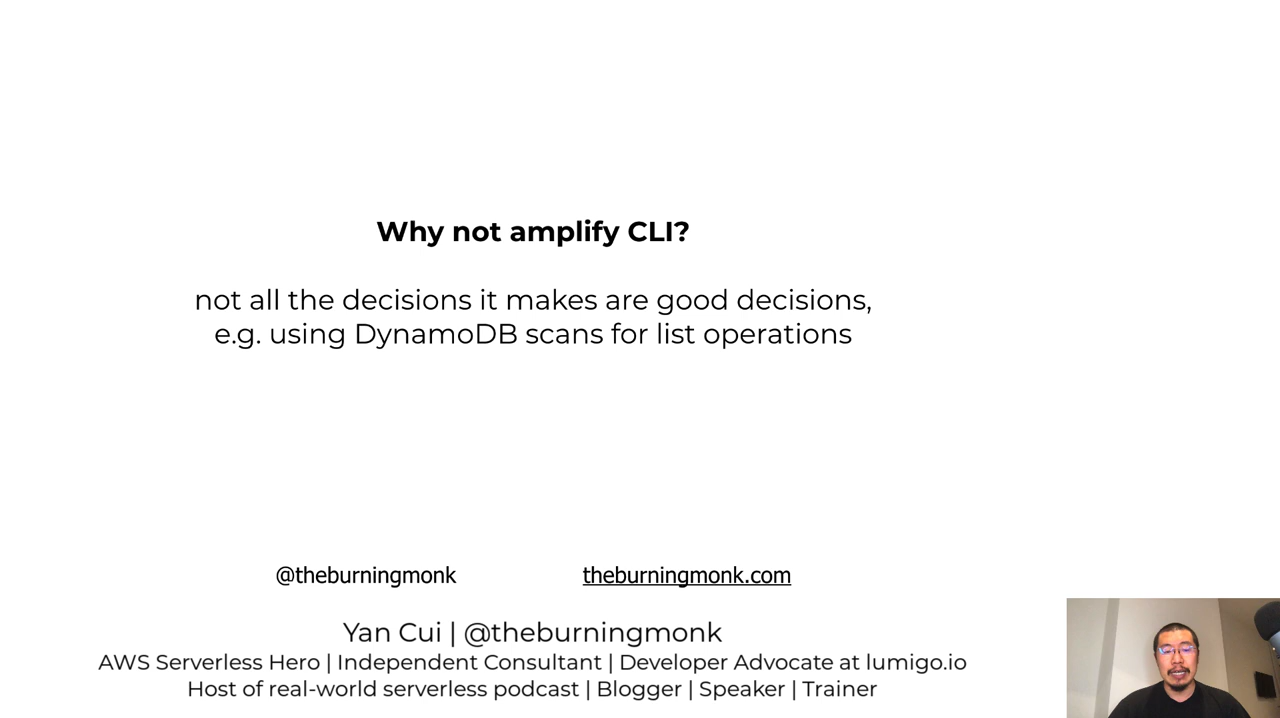 Why not amplify CLI?
not all the decisions it makes are good decisions,
e.g. using DynamoDB scans for list operations
@theburningmonk theburningmonk.com
Yan Cui | @theburningmonk
AWS Serverless Hero | Independent Consultant | Developer Advocate at lumigo.io
Host of real-world serverless podcast | Blogger | Speaker | Trainer